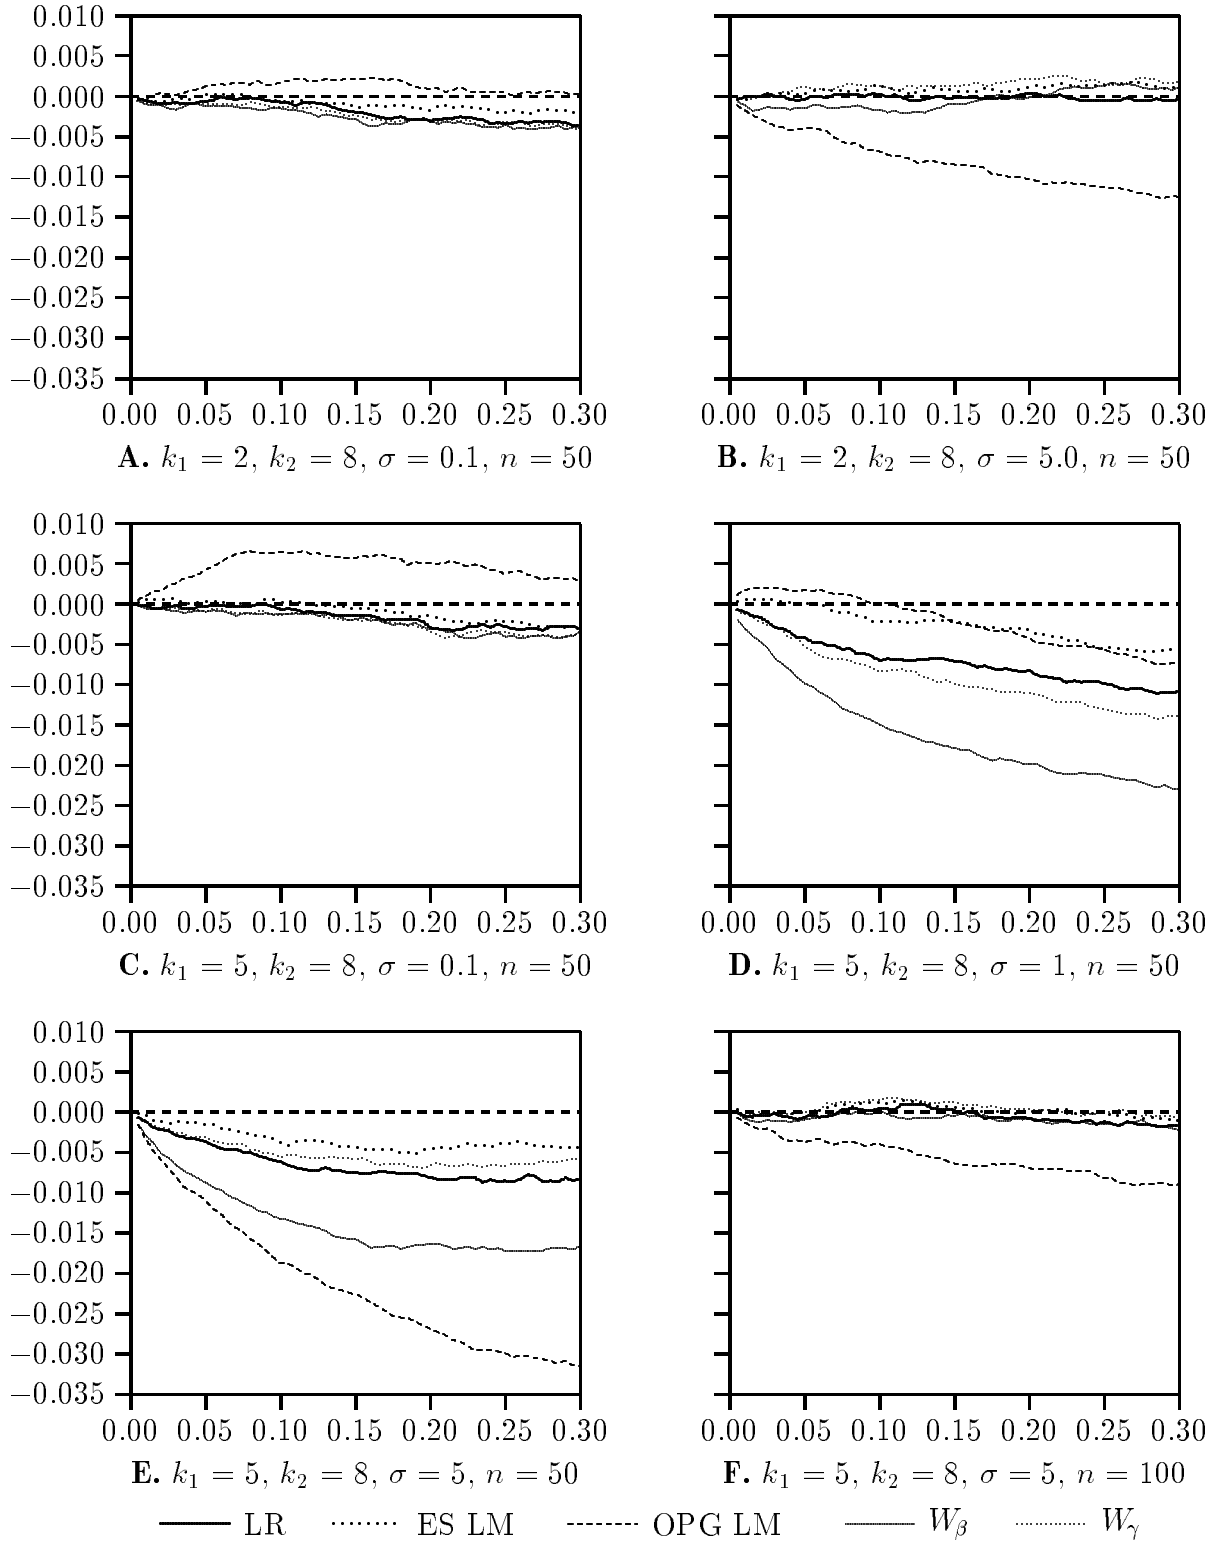 0.010
0.005
0.000
−0.005
−0.010
−0.015
−0.020
−0.025
−0.030
−0.035
0.00 0.05 0.10 0.15 0.20 0.25 0.30
0.00 0.05 0.10 0.15 0.20 0.25 0.30
A. k₁ = 2, k₂ = 8, σ = 0.1, n = 50
B. k₁ = 2, k₂ = 8, σ = 5.0, n = 50
0.010
0.005
0.000
−0.005
−0.010
−0.015
−0.020
−0.025
−0.030
−0.035
0.00 0.05 0.10 0.15 0.20 0.25 0.30
0.00 0.05 0.10 0.15 0.20 0.25 0.30
C. k₁ = 5, k₂ = 8, σ = 0.1, n = 50
D. k₁ = 5, k₂ = 8, σ = 1, n = 50
0.010
0.005
0.000
−0.005
−0.010
−0.015
−0.020
−0.025
−0.030
−0.035
0.00 0.05 0.10 0.15 0.20 0.25 0.30
0.00 0.05 0.10 0.15 0.20 0.25 0.30
E. k₁ = 5, k₂ = 8, σ = 5, n = 50
F. k₁ = 5, k₂ = 8, σ = 5, n = 100
LR ES LM OPG LM Wᵦ Wᵧ